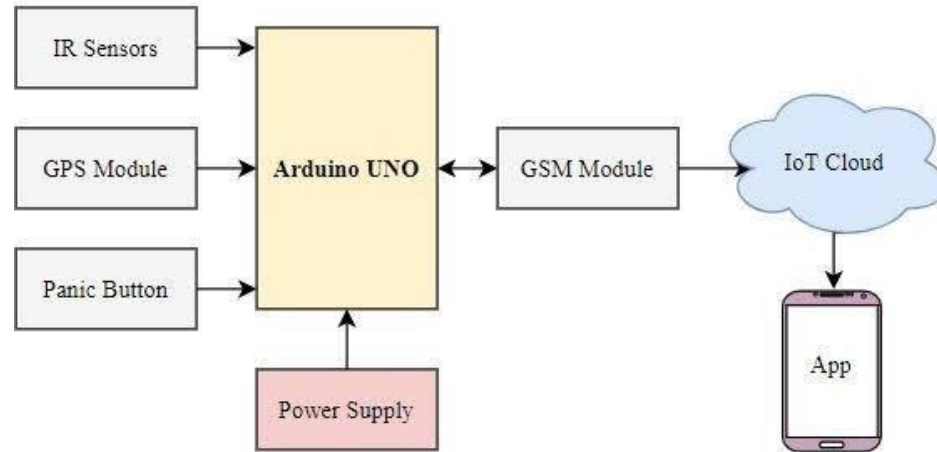 IR Sensors
GPS Module
Arduino UNO
GSM Module
IoT Cloud
Panic Button
App
Power Supply